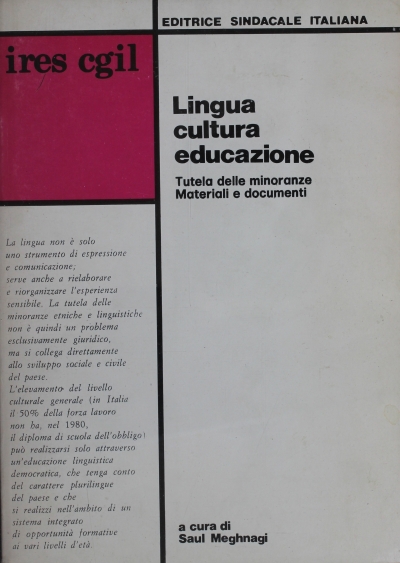 EDITRICE SINDACALE ITALIANA
ires cgil
Lingua
cultura
educazione
Tutela delle minoranze
Materiali e documenti
La lingua non è solo
uno strumento di espressione
e comunicazione;
serve anche a rielaborare
e riorganizzare l'esperienza
sensibile. La tutela delle
minoranze etniche e linguistiche
non è quindi un problema
esclusivamente giuridico,
ma si collega direttamente
allo sviluppo sociale e civile
del paese.
L'elevamento del livello
culturale generale (in Italia
il 50% della forza lavoro
non ha, nel 1980,
il diploma di scuola dell'obbligo)
può realizzarsi solo attraverso
un'educazione linguistica
democratica, che tenga conto
del carattere plurilingue
del paese e che
si realizzi nell'ambito di un
sistema integrato
di opportunità formative
ai vari livelli d'età.
a cura di
Saul Meghnagi